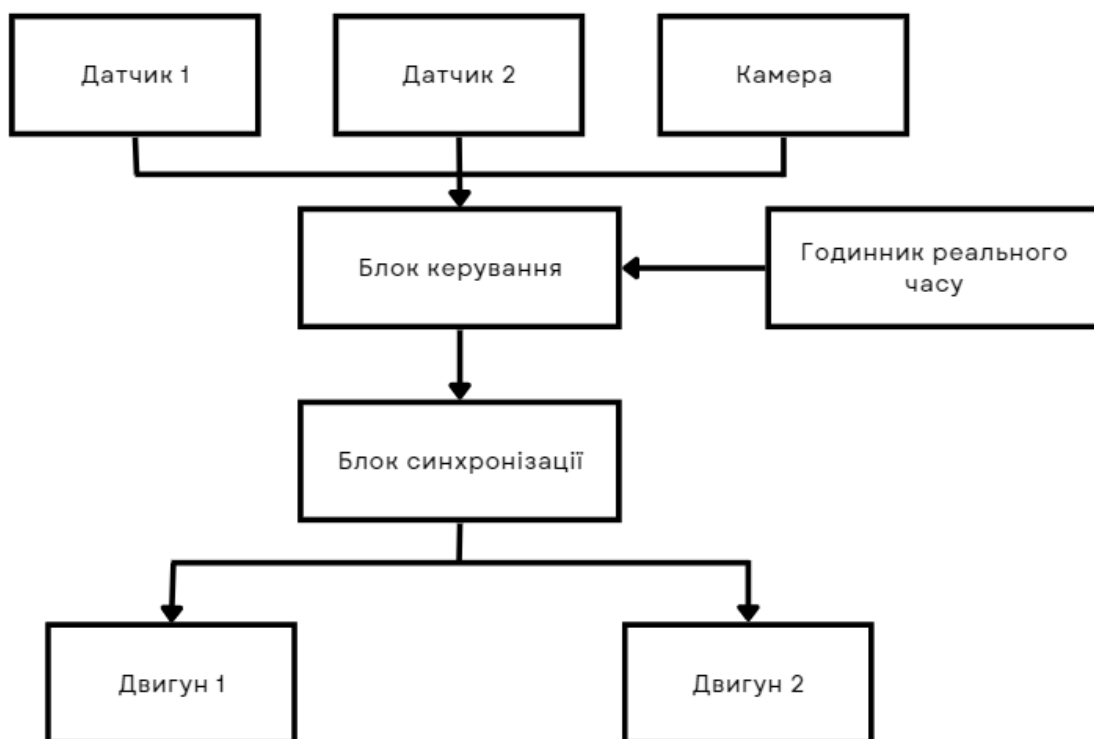 Датчик 1
Датчик 2
Камера
Блок керування
Годинник реального
часу
Блок синхронізації
Двигун 1
Двигун 2